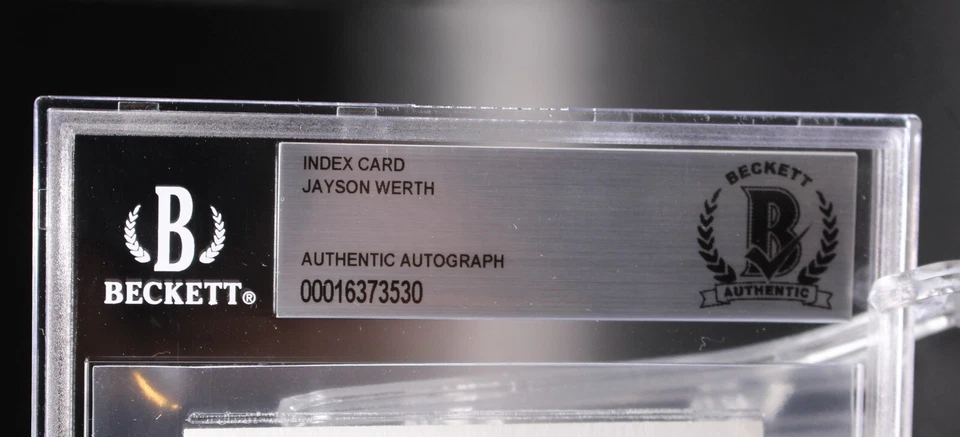 B
BECKETT®
INDEX CARD
JAYSON WERTH
AUTHENTIC AUTOGRAPH
00016373530
BECKETT
B
AUTHENTIC